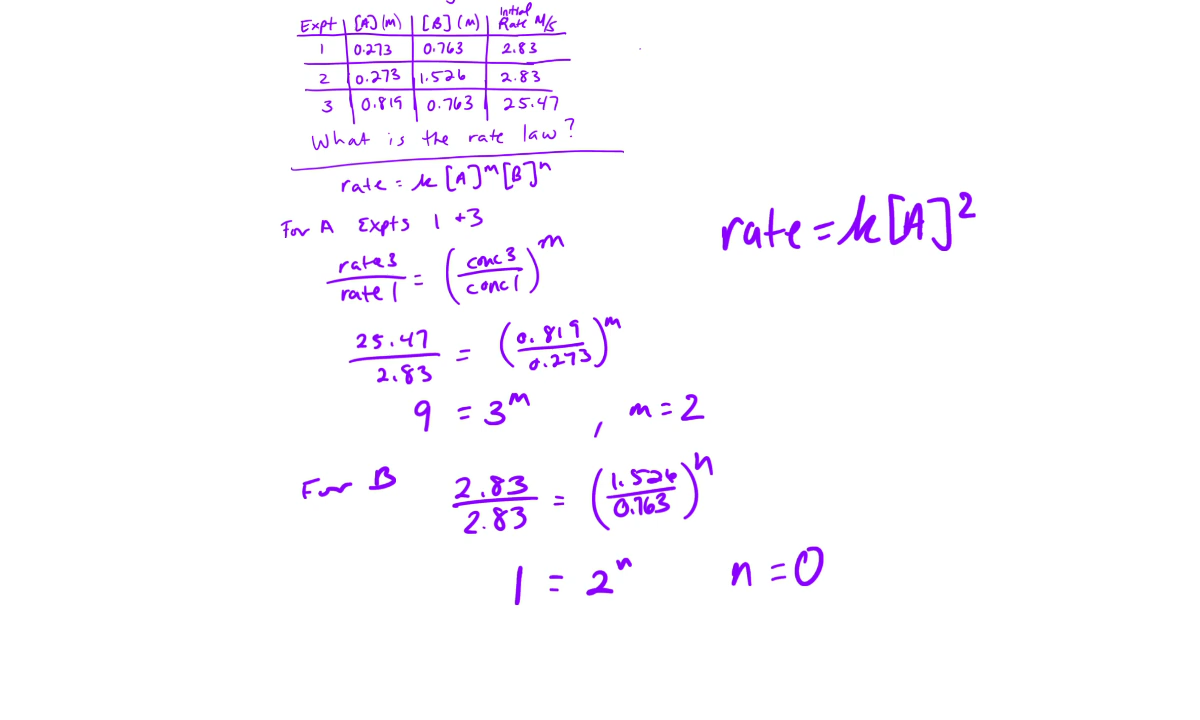 Expt [A] (M) [B] (M) Initial Rate M/s
1 0.273 0.763 2.83
2 0.273 1.526 2.83
3 0.819 0.763 25.47
What is the rate law?
rate = k [A]^m [B]^n
For A Expts 1 + 3
rate 3 / rate 1 = (conc 3 / conc 1)^m
25.47 / 2.83 = (0.819 / 0.273)^m
9 = 3^m , m = 2
For B 2.83 / 2.83 = (1.526 / 0.763)^n
1 = 2^n n = 0
rate = k [A]^2